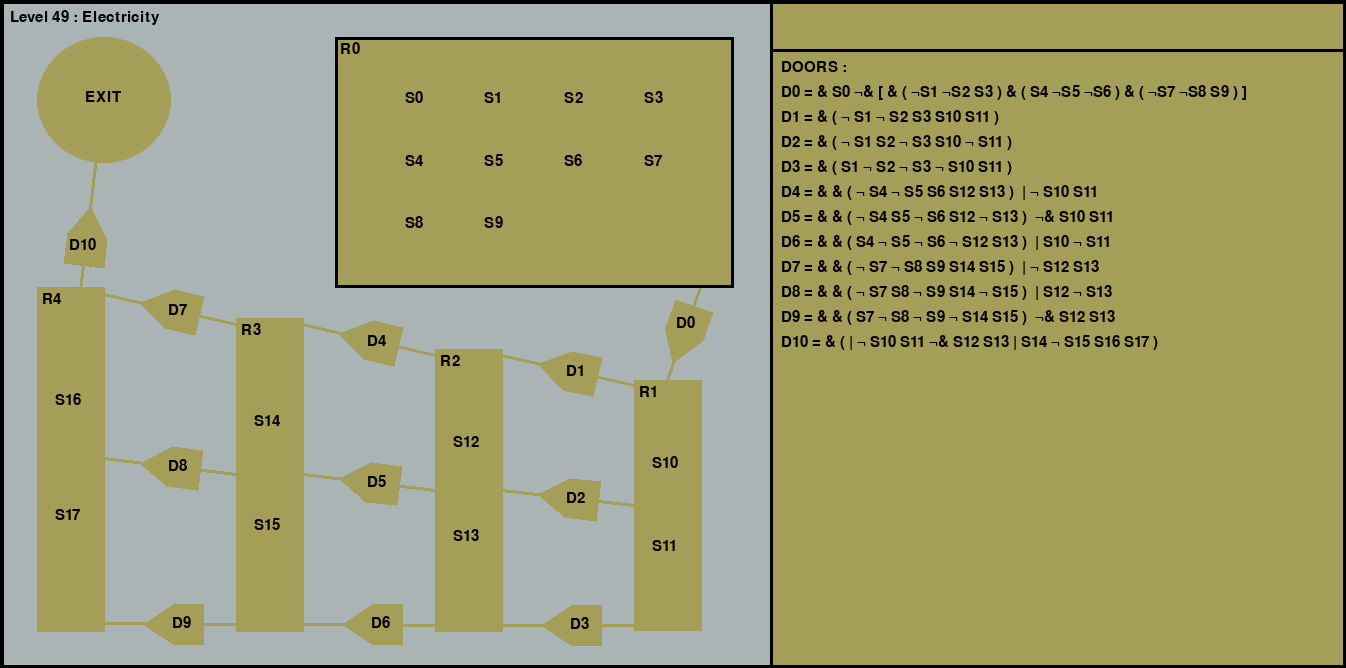 Level 49 : Electricity
EXIT
R0
S0 S1 S2 S3
S4 S5 S6 S7
S8 S9
D10
D0
R4
D7
R3
D4
R2
D1
R1
S16
S14
S12
S10
D8
D5
D2
S17
S15
S13
S11
D9
D6
D3
DOORS :
D0 = & S0 ¬& [ & ( ¬S1 ¬S2 S3 ) & ( S4 ¬S5 ¬S6 ) & ( ¬S7 ¬S8 S9 ) ]
D1 = & ( ¬ S1 ¬ S2 S3 S10 S11 )
D2 = & ( ¬ S1 S2 ¬ S3 S10 ¬ S11 )
D3 = & ( S1 ¬ S2 ¬ S3 ¬ S10 S11 )
D4 = & & ( ¬ S4 ¬ S5 S6 S12 S13 ) | ¬ S10 S11
D5 = & & ( ¬ S4 S5 ¬ S6 S12 ¬ S13 ) ¬& S10 S11
D6 = & & ( S4 ¬ S5 ¬ S6 ¬ S12 S13 ) | S10 ¬ S11
D7 = & & ( ¬ S7 ¬ S8 S9 S14 S15 ) | ¬ S12 S13
D8 = & & ( ¬ S7 S8 ¬ S9 S14 ¬ S15 ) | S12 ¬ S13
D9 = & & ( S7 ¬ S8 ¬ S9 ¬ S14 S15 ) ¬& S12 S13
D10 = & ( | ¬ S10 S11 ¬& S12 S13 | S14 ¬ S15 S16 S17 )